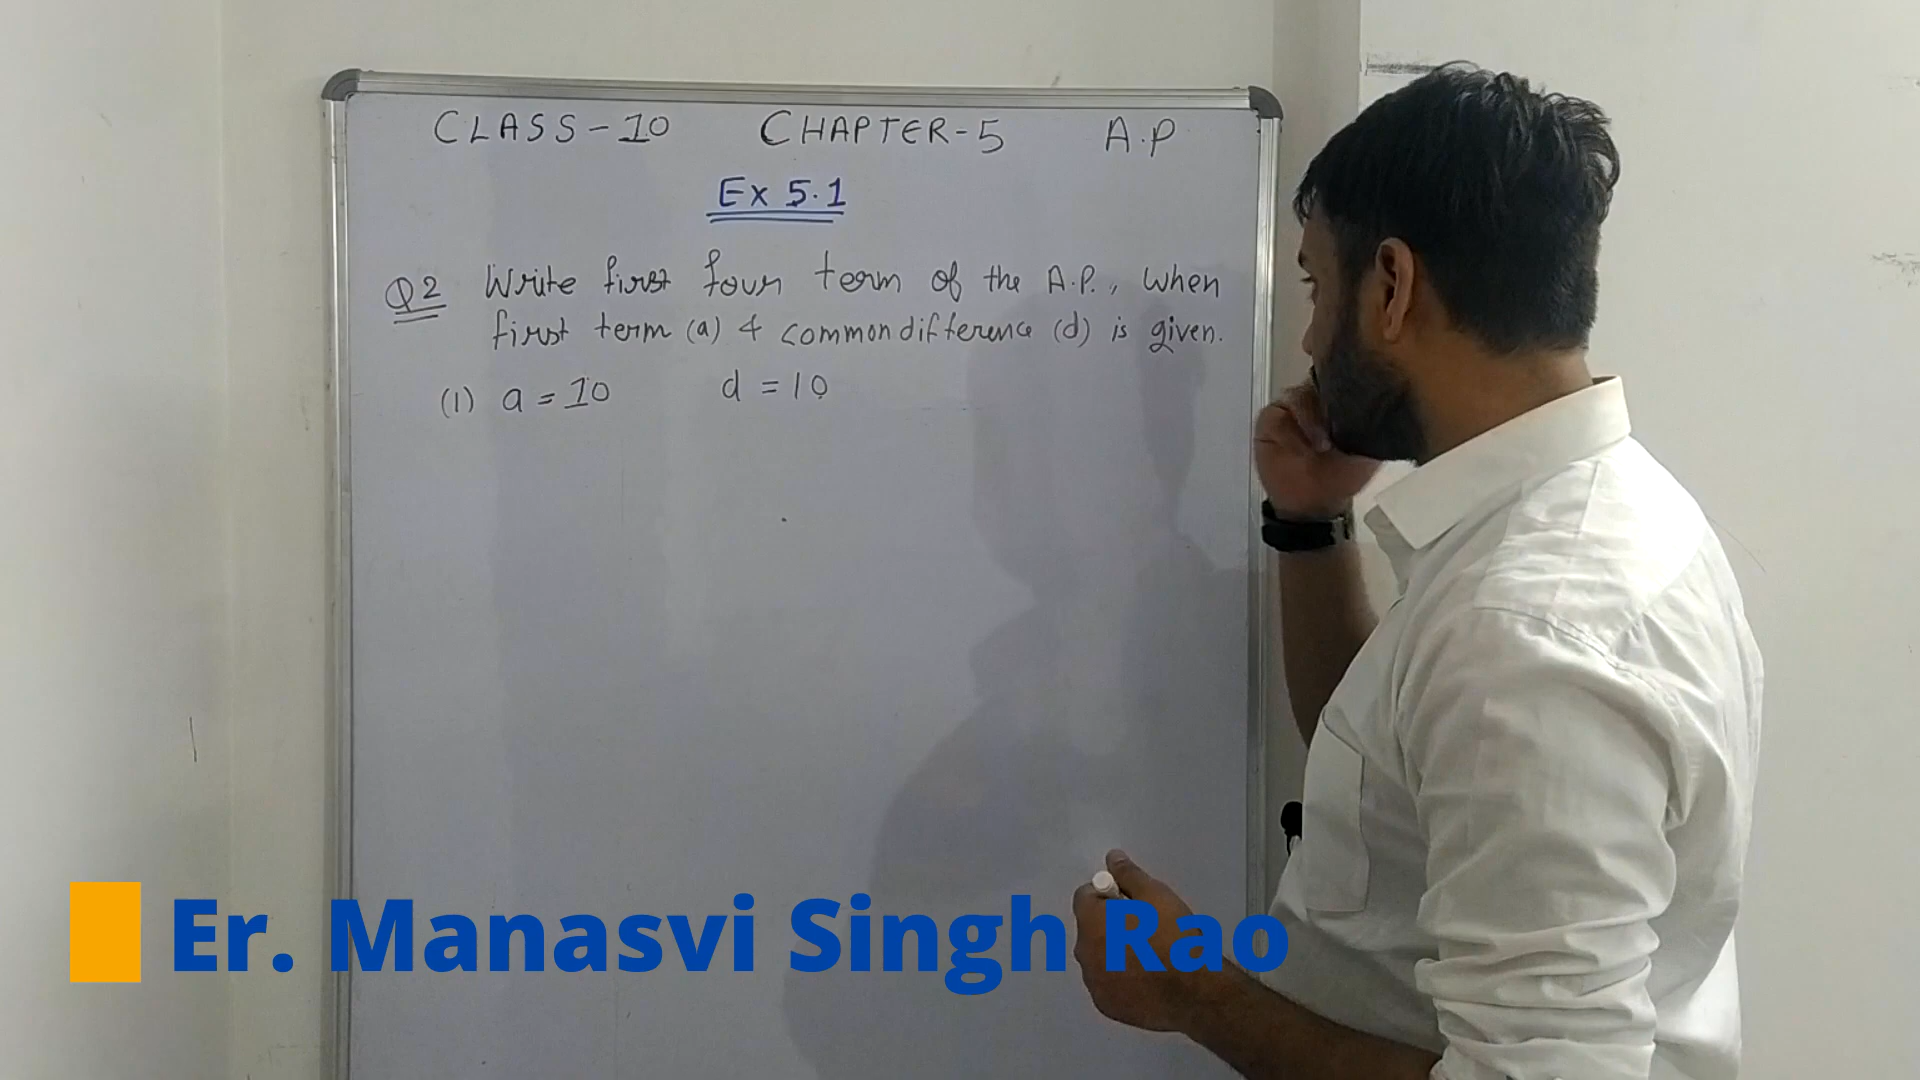 CLASS-10 CHAPTER-5 A.P
Ex 5.1
Q2 Write first four term of the A.P., when
first term (a) & common difference (d) is given.
(1) a = 10 d = 10
Er. Manasvi Singh Rao